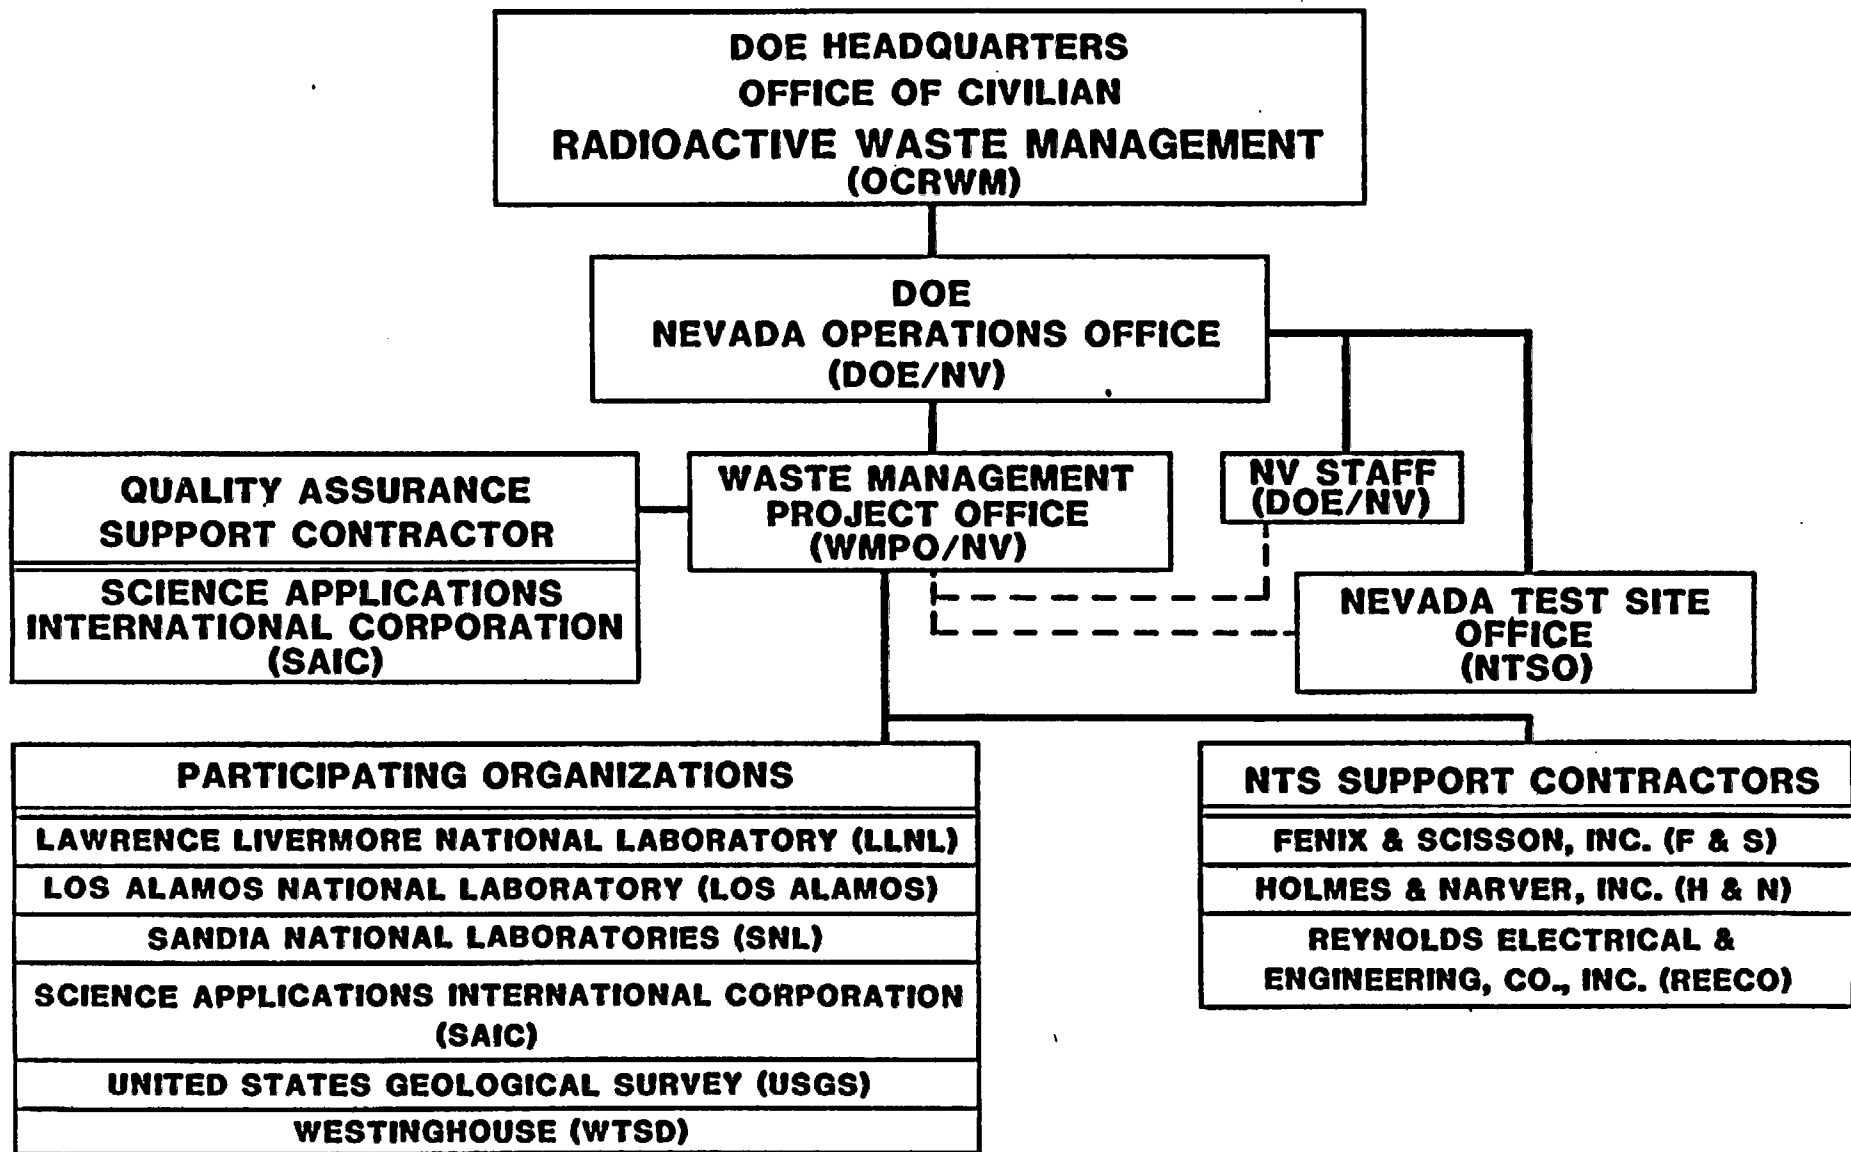 DOE HEADQUARTERS
OFFICE OF CIVILIAN
RADIOACTIVE WASTE MANAGEMENT
(OCRWM)
DOE
NEVADA OPERATIONS OFFICE
(DOE/NV)
QUALITY ASSURANCE
SUPPORT CONTRACTOR
SCIENCE APPLICATIONS
INTERNATIONAL CORPORATION
(SAIC)
WASTE MANAGEMENT
PROJECT OFFICE
(WMPO/NV)
NV STAFF
(DOE/NV)
NEVADA TEST SITE
OFFICE
(NTSO)
PARTICIPATING ORGANIZATIONS
LAWRENCE LIVERMORE NATIONAL LABORATORY (LLNL)
LOS ALAMOS NATIONAL LABORATORY (LOS ALAMOS)
SANDIA NATIONAL LABORATORIES (SNL)
SCIENCE APPLICATIONS INTERNATIONAL CORPORATION
(SAIC)
UNITED STATES GEOLOGICAL SURVEY (USGS)
WESTINGHOUSE (WTSD)
NTS SUPPORT CONTRACTORS
FENIX & SCISSON, INC. (F & S)
HOLMES & NARVER, INC. (H & N)
REYNOLDS ELECTRICAL &
ENGINEERING, CO., INC. (REECO)